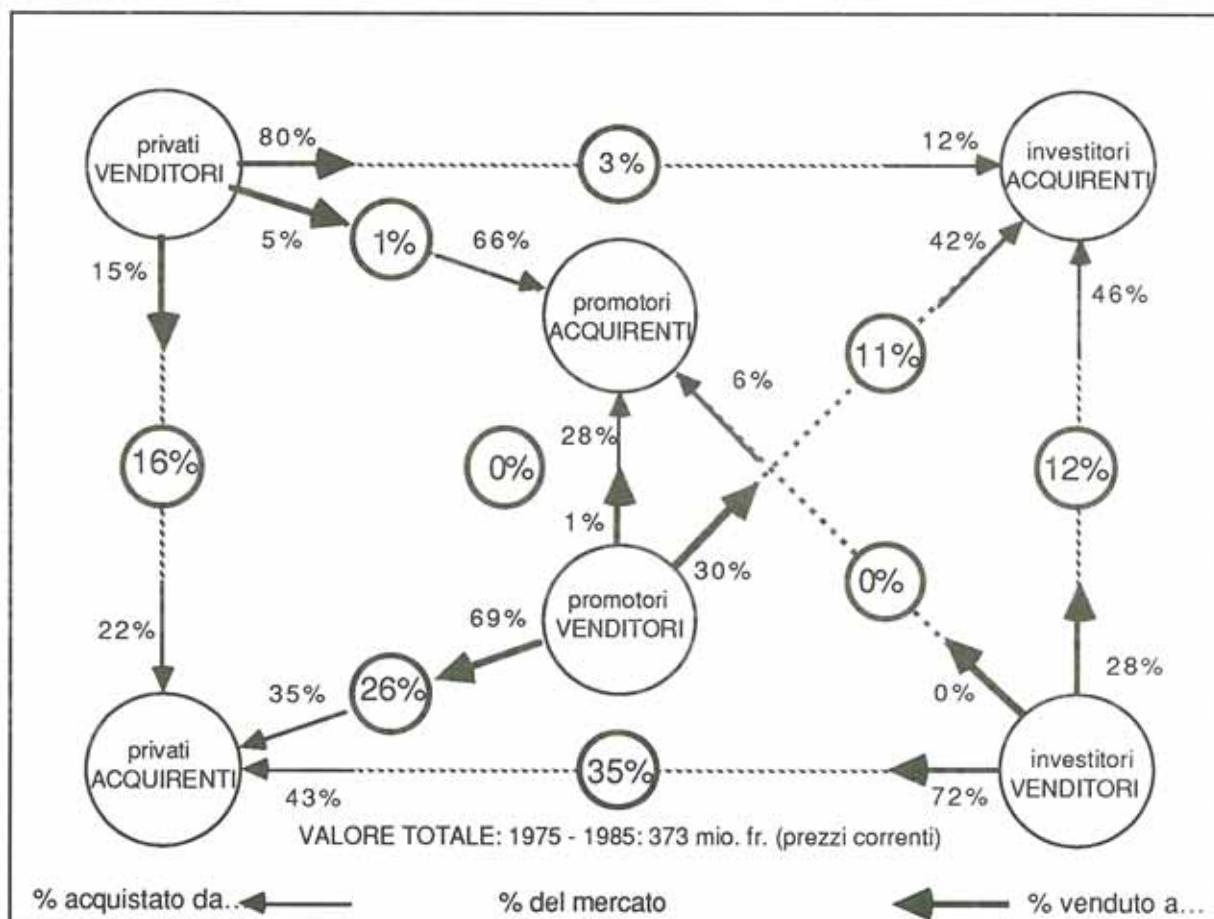 privati
VENDITORI
80%
3%
12%
investitori
ACQUIRENTI
5%
1%
66%
42%
15%
promotori
ACQUIRENTI
46%
11%
6%
28%
16%
0%
12%
1%
30%
0%
promotori
VENDITORI
69%
22%
28%
0%
35%
26%
privati
ACQUIRENTI
35%
investitori
VENDITORI
43%
72%
VALORE TOTALE: 1975 - 1985: 373 mio. fr. (prezzi correnti)
% acquistato da... % del mercato % venduto a...